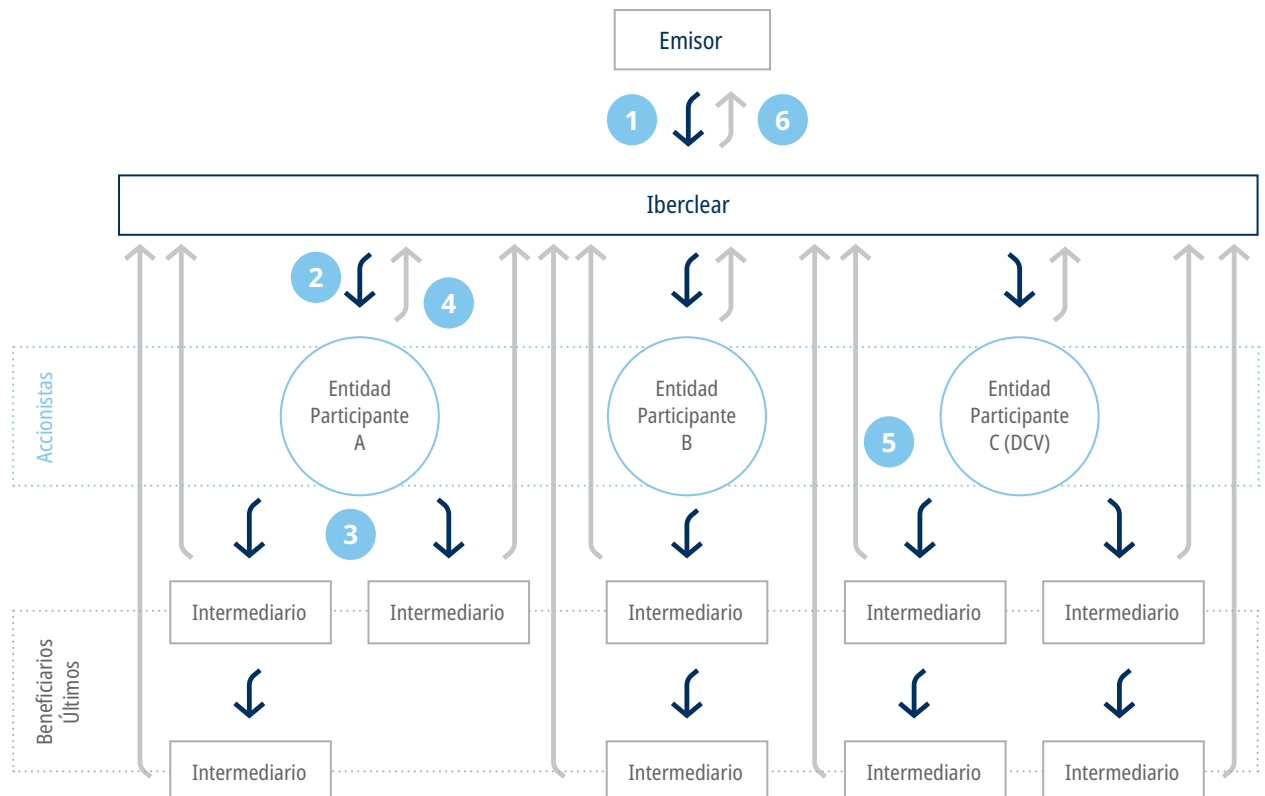 Emisor
1
6
Iberclear
2
4
Accionistas
Entidad
Participante
A
Entidad
Participante
B
Entidad
Participante
C (DCV)
5
3
Intermediario
Intermediario
Intermediario
Intermediario
Intermediario
Beneficiarios
Últimos
Intermediario
Intermediario
Intermediario
Intermediario